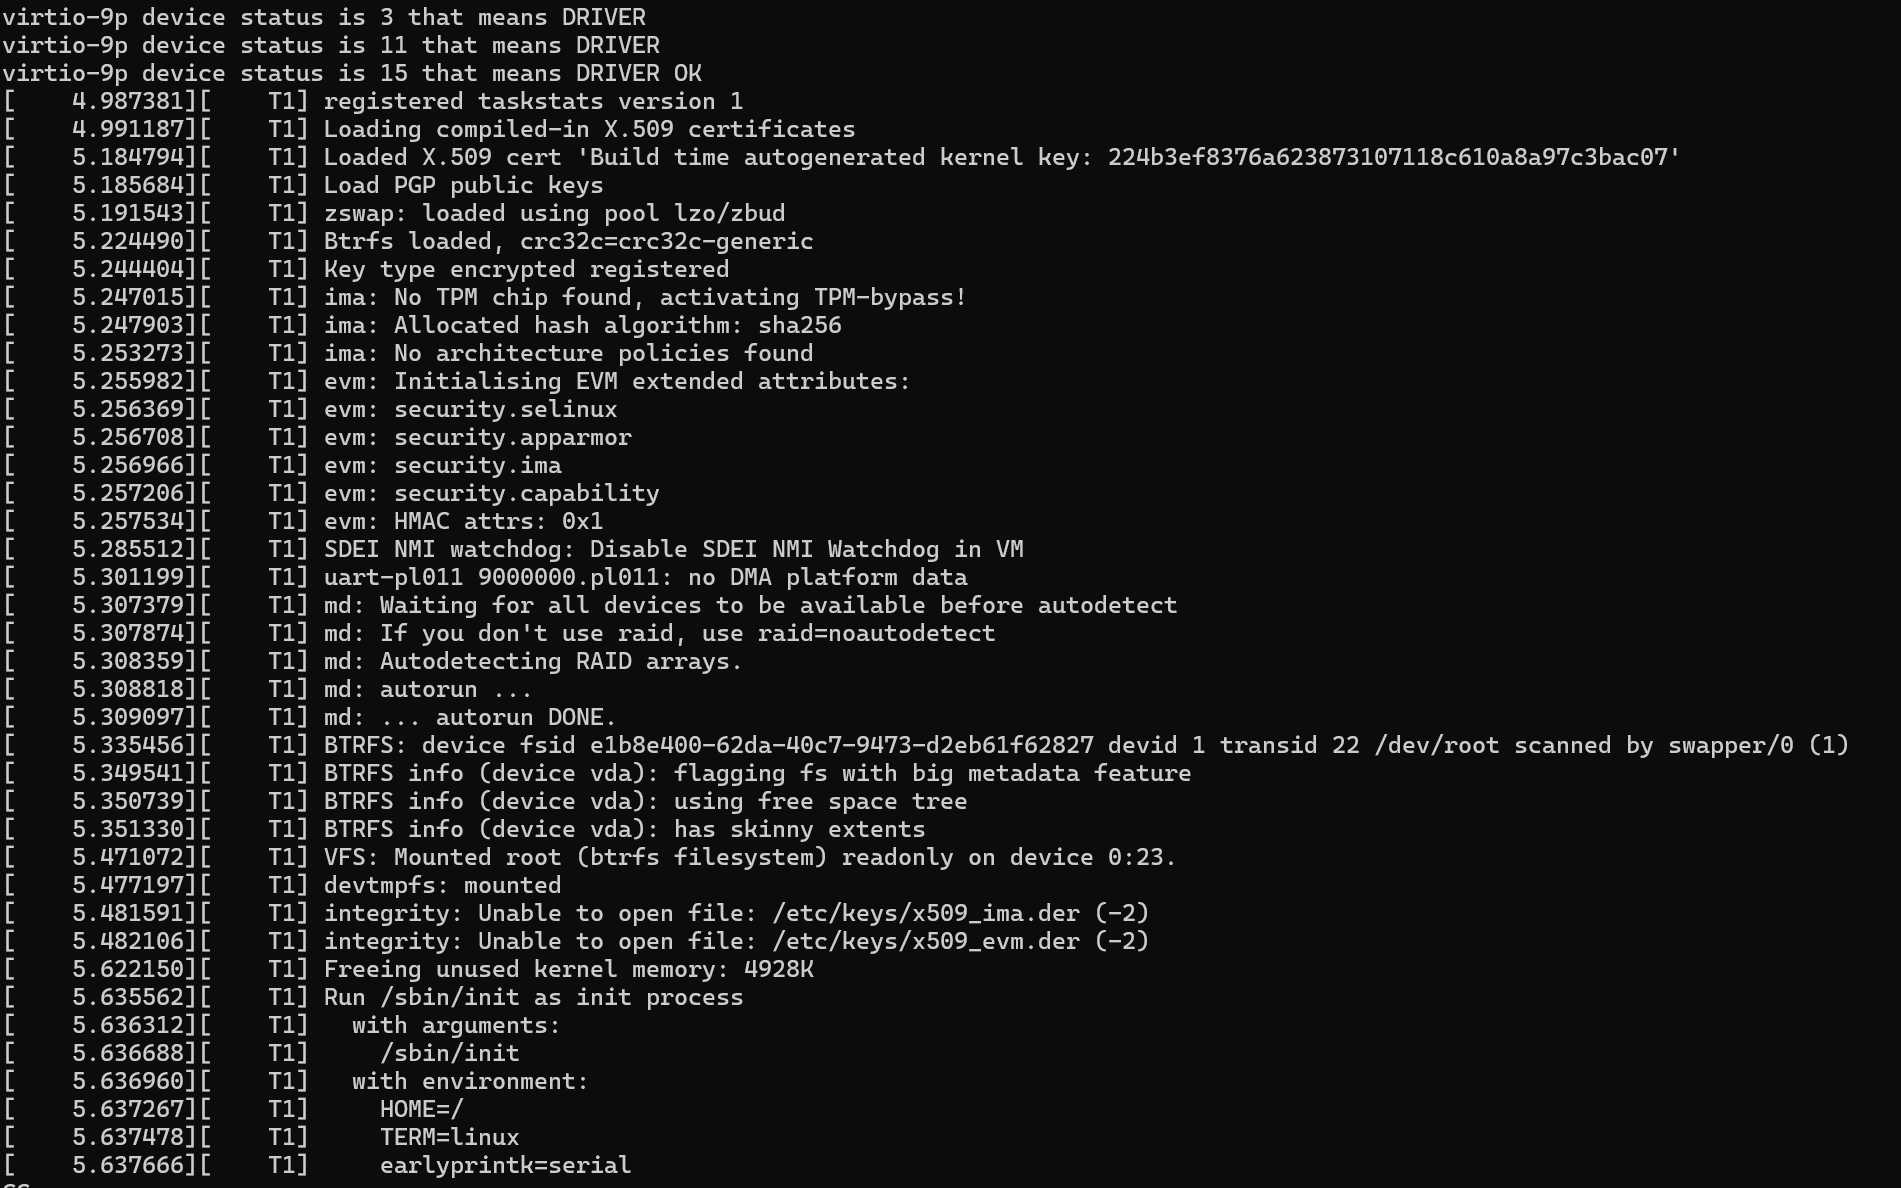 virtio-9p device status is 3 that means DRIVER
virtio-9p device status is 11 that means DRIVER
virtio-9p device status is 15 that means DRIVER OK
[    4.987381][    T1] registered taskstats version 1
[    4.991187][    T1] Loading compiled-in X.509 certificates
[    5.184794][    T1] Loaded X.509 cert 'Build time autogenerated kernel key: 224b3ef8376a623873107118c610a8a97c3bac07'
[    5.185684][    T1] Load PGP public keys
[    5.191543][    T1] zswap: loaded using pool lzo/zbud
[    5.224490][    T1] Btrfs loaded, crc32c=crc32c-generic
[    5.244404][    T1] Key type encrypted registered
[    5.247015][    T1] ima: No TPM chip found, activating TPM-bypass!
[    5.247903][    T1] ima: Allocated hash algorithm: sha256
[    5.253273][    T1] ima: No architecture policies found
[    5.255982][    T1] evm: Initialising EVM extended attributes:
[    5.256369][    T1] evm: security.selinux
[    5.256708][    T1] evm: security.apparmor
[    5.256966][    T1] evm: security.ima
[    5.257206][    T1] evm: security.capability
[    5.257534][    T1] evm: HMAC attrs: 0x1
[    5.285512][    T1] SDEI NMI watchdog: Disable SDEI NMI Watchdog in VM
[    5.301199][    T1] uart-pl011 9000000.pl011: no DMA platform data
[    5.307379][    T1] md: Waiting for all devices to be available before autodetect
[    5.307874][    T1] md: If you don't use raid, use raid=noautodetect
[    5.308359][    T1] md: Autodetecting RAID arrays.
[    5.308818][    T1] md: autorun ...
[    5.309097][    T1] md: ... autorun DONE.
[    5.335456][    T1] BTRFS: device fsid e1b8e400-62da-40c7-9473-d2eb61f62827 devid 1 transid 22 /dev/root scanned by swapper/0 (1)
[    5.349541][    T1] BTRFS info (device vda): flagging fs with big metadata feature
[    5.350739][    T1] BTRFS info (device vda): using free space tree
[    5.351330][    T1] BTRFS info (device vda): has skinny extents
[    5.471072][    T1] VFS: Mounted root (btrfs filesystem) readonly on device 0:23.
[    5.477197][    T1] devtmpfs: mounted
[    5.481591][    T1] integrity: Unable to open file: /etc/keys/x509_ima.der (-2)
[    5.482106][    T1] integrity: Unable to open file: /etc/keys/x509_evm.der (-2)
[    5.622150][    T1] Freeing unused kernel memory: 4928K
[    5.635562][    T1] Run /sbin/init as init process
[    5.636312][    T1]   with arguments:
[    5.636688][    T1]     /sbin/init
[    5.636960][    T1]   with environment:
[    5.637267][    T1]     HOME=/
[    5.637478][    T1]     TERM=linux
[    5.637666][    T1]     earlyprintk=serial